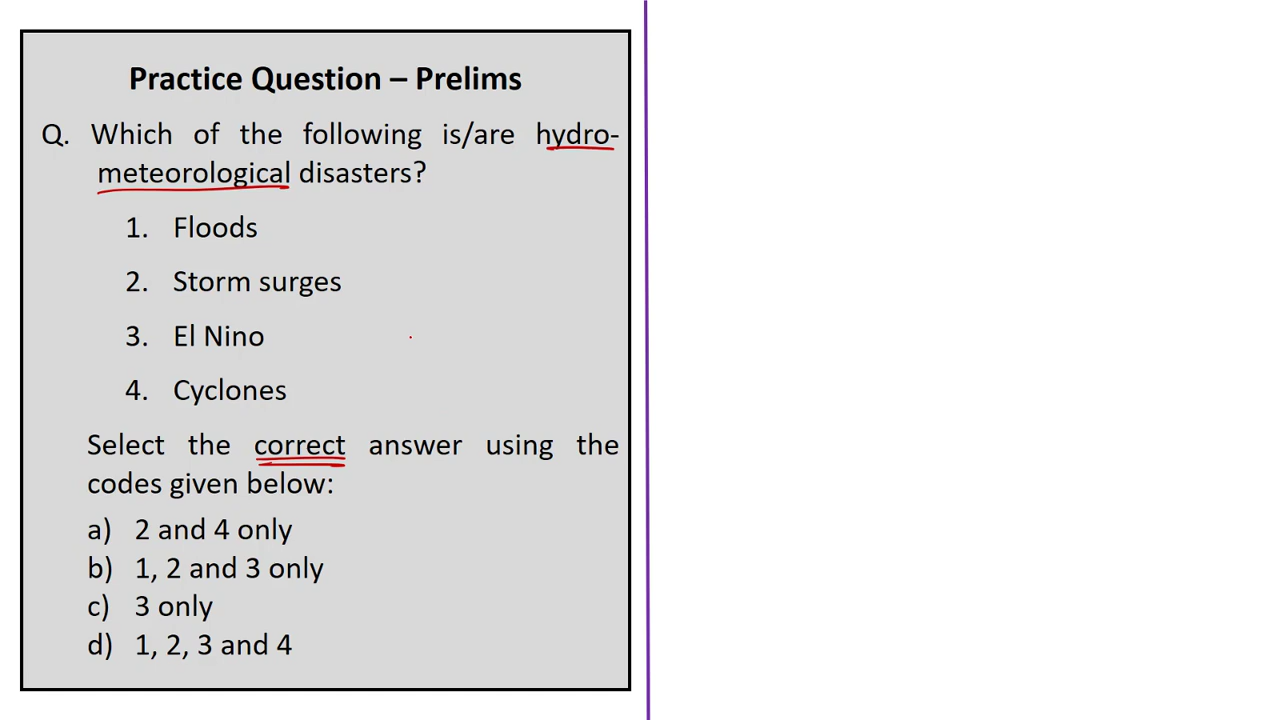 Practice Question – Prelims
Q. Which of the following is/are hydro-
meteorological disasters?
1. Floods
2. Storm surges
3. El Nino
4. Cyclones
Select the correct answer using the
codes given below:
a) 2 and 4 only
b) 1, 2 and 3 only
c) 3 only
d) 1, 2, 3 and 4